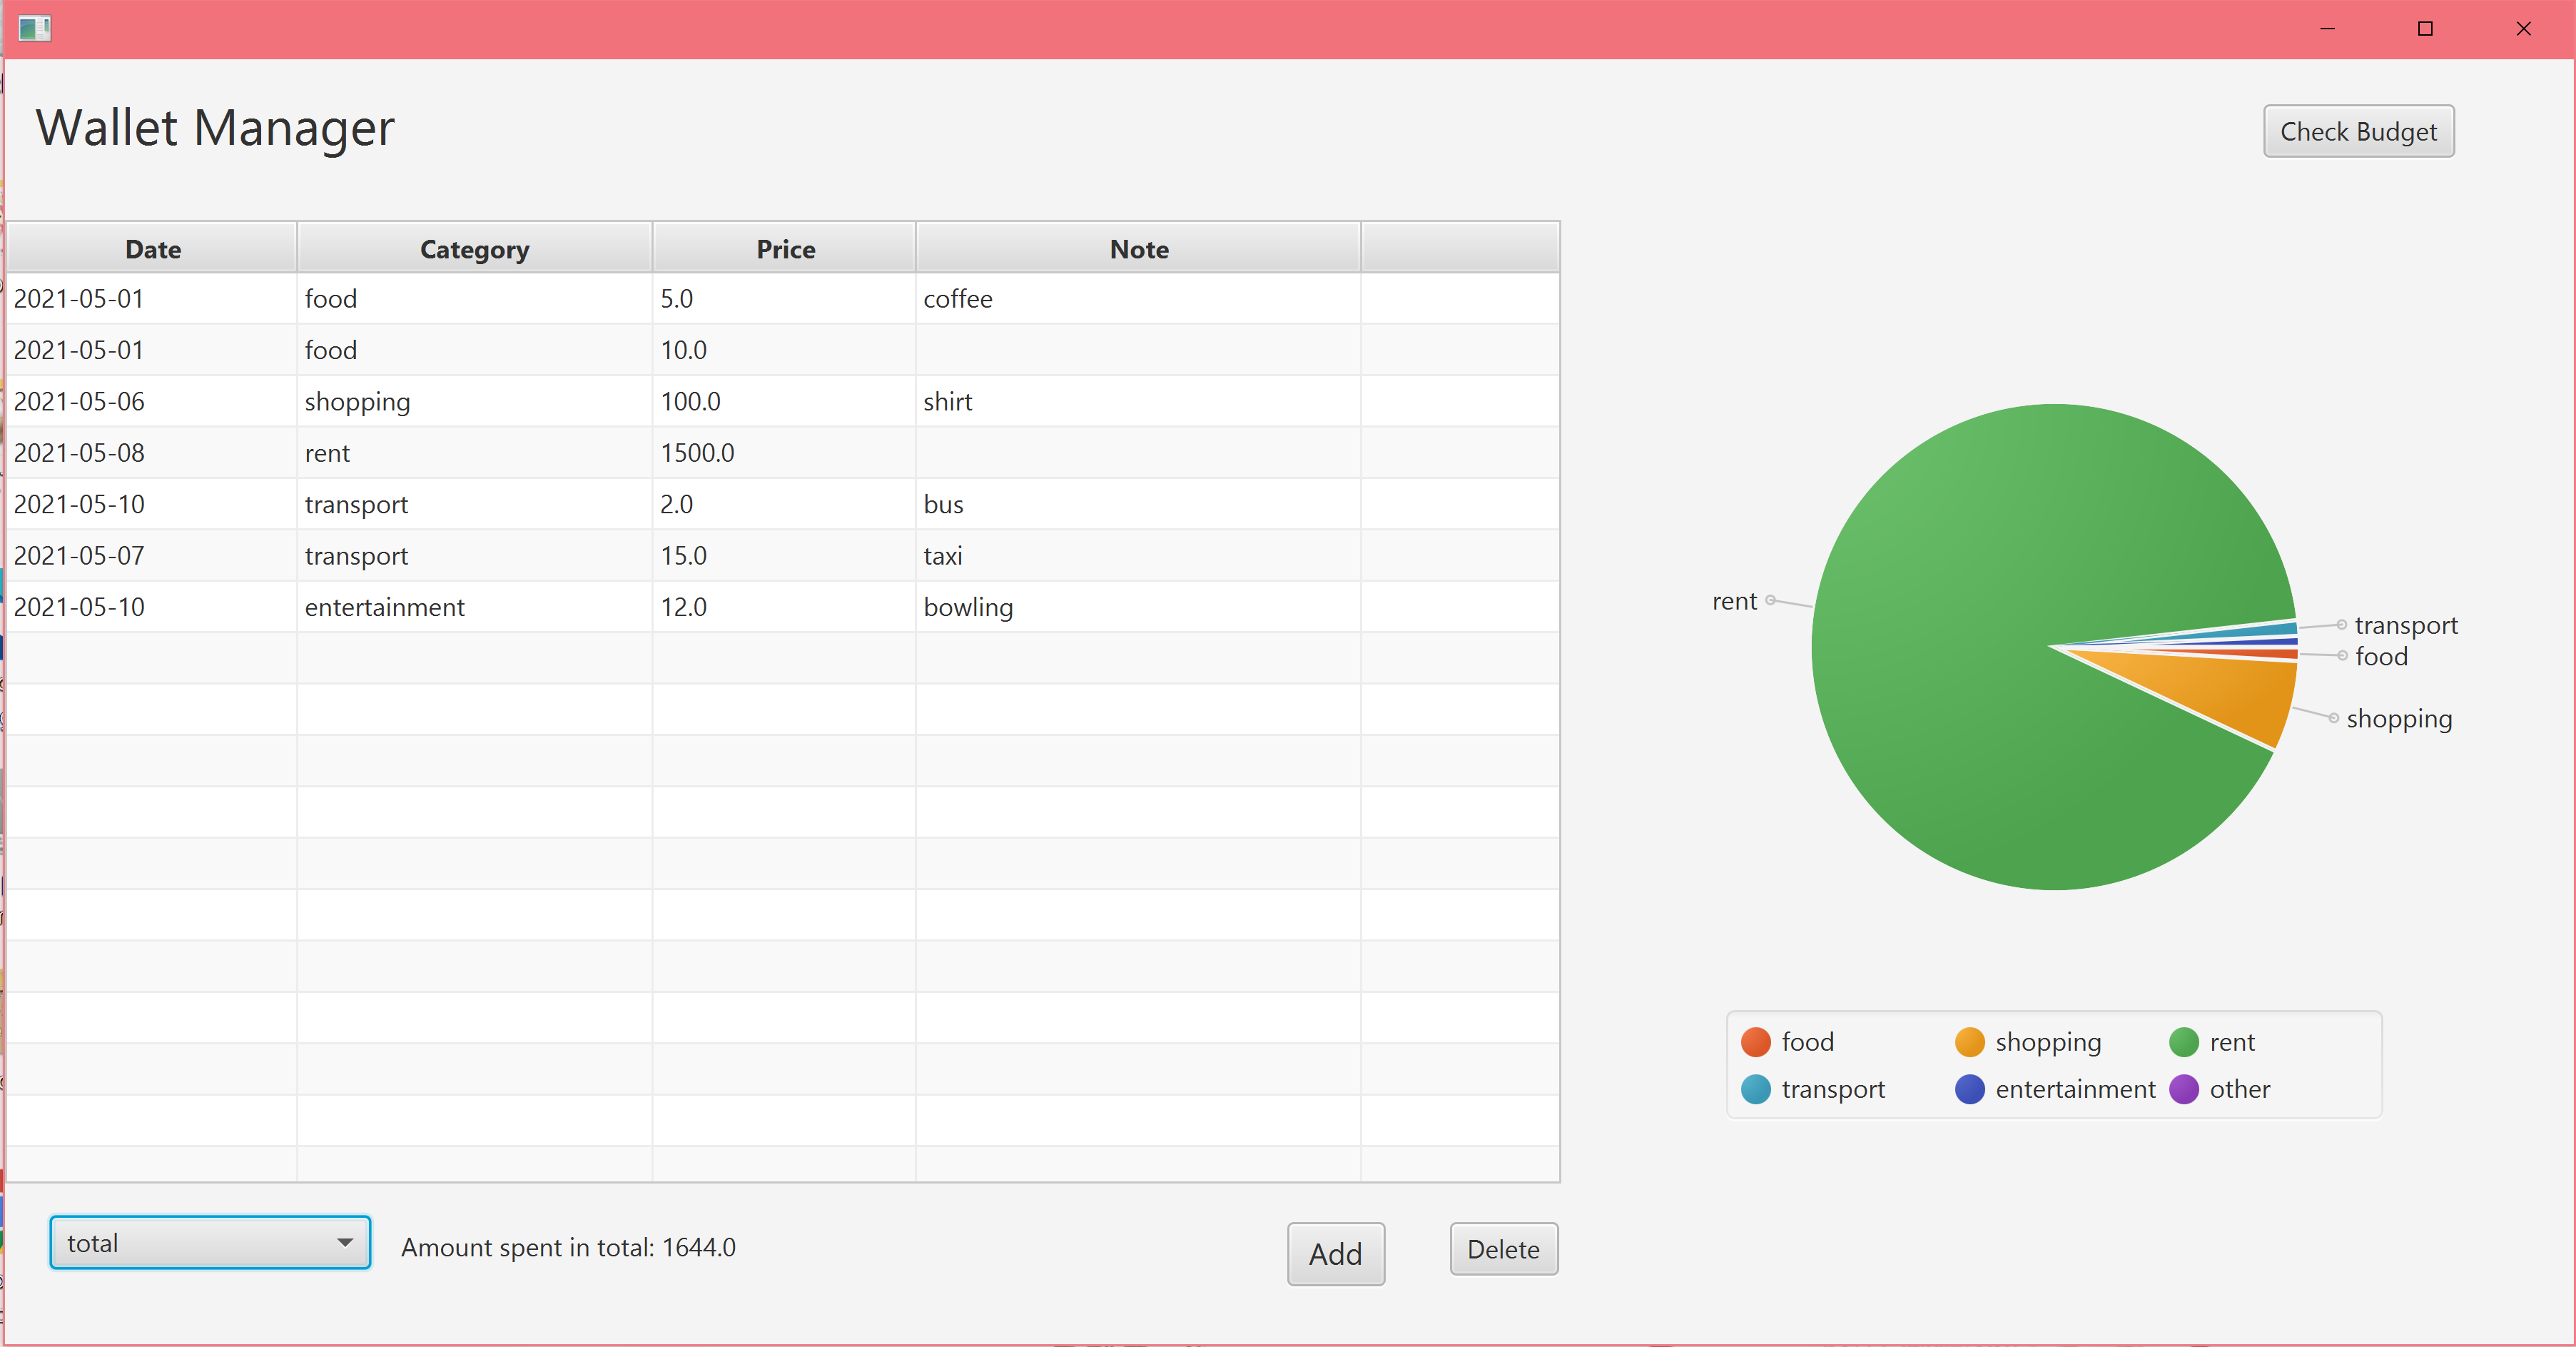 Wallet Manager
Check Budget
Date Category Price Note
2021-05-01 food 5.0 coffee
2021-05-01 food 10.0
2021-05-06 shopping 100.0 shirt
2021-05-08 rent 1500.0
2021-05-10 transport 2.0 bus
2021-05-07 transport 15.0 taxi
2021-05-10 entertainment 12.0 bowling
rent
transport
food
shopping
food shopping rent
transport entertainment other
total
Amount spent in total: 1644.0
Add
Delete